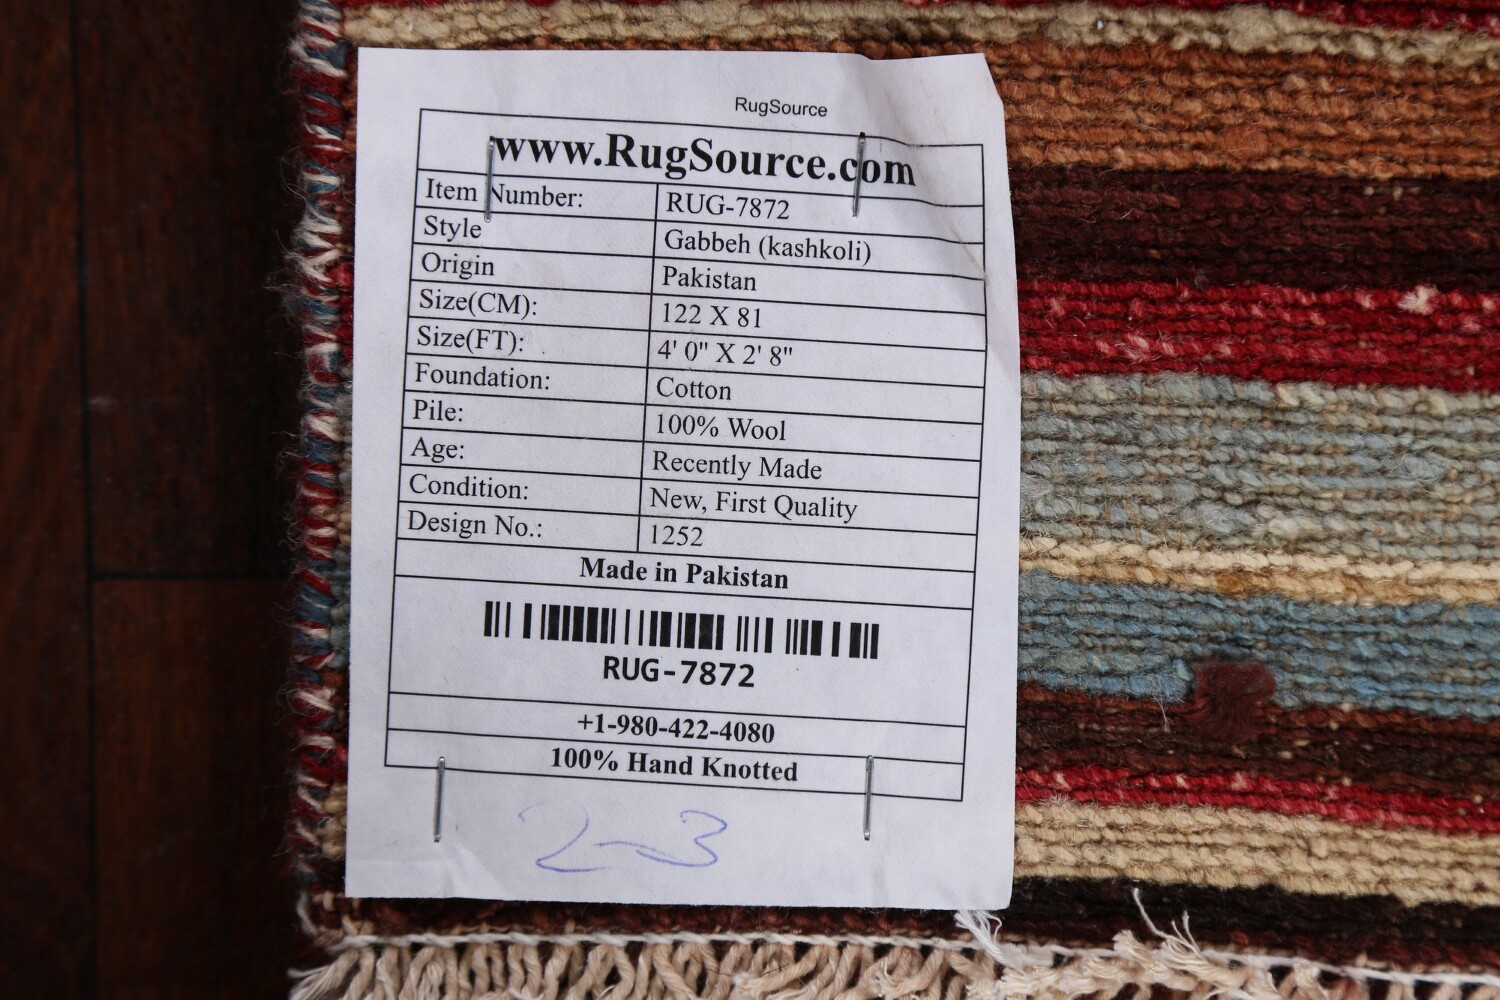 RugSource
www.RugSource.com
Item Number: RUG-7872
Style Gabbeh (kashkoli)
Origin Pakistan
Size(CM): 122 X 81
Size(FT): 4' 0" X 2' 8"
Foundation: Cotton
Pile: 100% Wool
Age: Recently Made
Condition: New, First Quality
Design No.: 1252
Made in Pakistan
RUG-7872
+1-980-422-4080
100% Hand Knotted
2-3